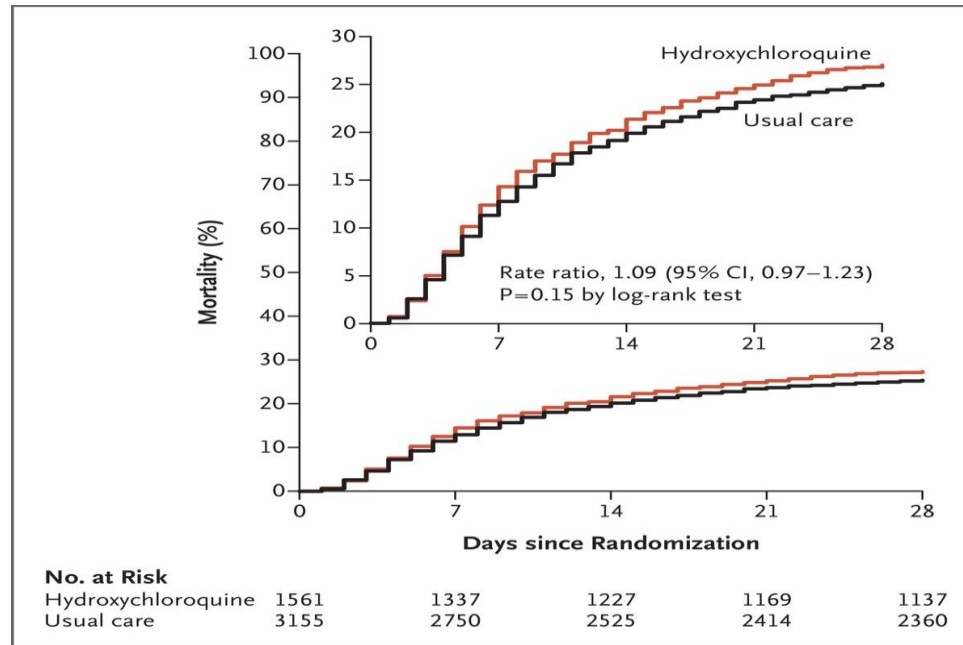 30
25
20
15
10
5
0
0 7 14 21 28
Hydroxychloroquine
Usual care
Rate ratio, 1.09 (95% CI, 0.97–1.23)
P=0.15 by log-rank test
Mortality (%)
100
90
80
70
60
50
40
30
20
10
0
0 7 14 21 28
Days since Randomization
No. at Risk
Hydroxychloroquine 1561 1337 1227 1169 1137
Usual care 3155 2750 2525 2414 2360